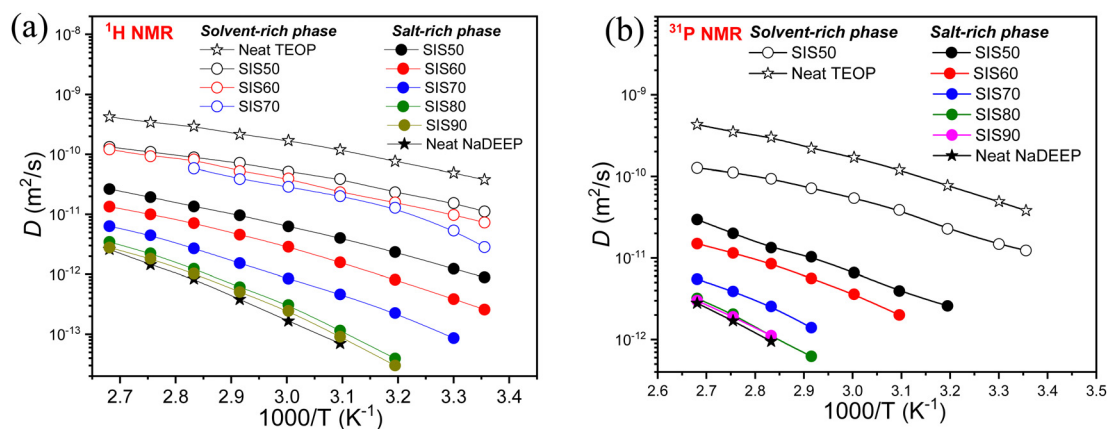 (a)
¹H NMR
Solvent-rich phase
Neat TEOP
SIS50
SIS60
SIS70
Salt-rich phase
SIS50
SIS60
SIS70
SIS80
SIS90
Neat NaDEEP
D (m²/s)
10⁻⁸
10⁻⁹
10⁻¹⁰
10⁻¹¹
10⁻¹²
10⁻¹³
2.7 2.8 2.9 3.0 3.1 3.2 3.3 3.4
1000/T (K⁻¹)
(b)
³¹P NMR
Solvent-rich phase
SIS50
Neat TEOP
Salt-rich phase
SIS50
SIS60
SIS70
SIS80
SIS90
Neat NaDEEP
D (m²/s)
10⁻⁹
10⁻¹⁰
10⁻¹¹
10⁻¹²
2.6 2.7 2.8 2.9 3.0 3.1 3.2 3.3 3.4 3.5
1000/T (K⁻¹)